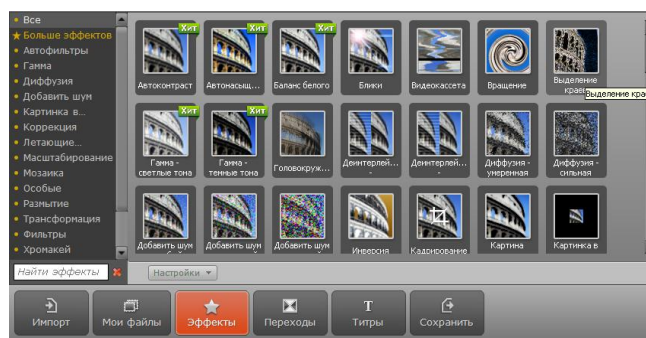 Все
Больше эффектов
Автофильтры
Гамма
Диффузия
Добавить шум
Картинка в...
Коррекция
Летающие...
Масштабирование
Мозаика
Особые
Размытие
Трансформация
Фильтры
Хромакей
Найти эффекты
Хит
Хит
Хит
Автоконтраст
Автонасыщ...
Баланс белого
Блики
Видеокассета
Вращение
Выделение
Выделение кра
Хит
Хит
Гамма -
светлые тона
Гамма -
темные тона
Головокруж...
Деинтерлей...
-
Деинтерлей...
-
Диффузия -
умеренная
Диффузия -
сильная
Добавить шум
Добавить шум
Добавить шум
Инверсия
Кадрирование
Картина
Картинка в
Настройки
Импорт
Мои файлы
Эффекты
Переходы
Титры
Сохранить